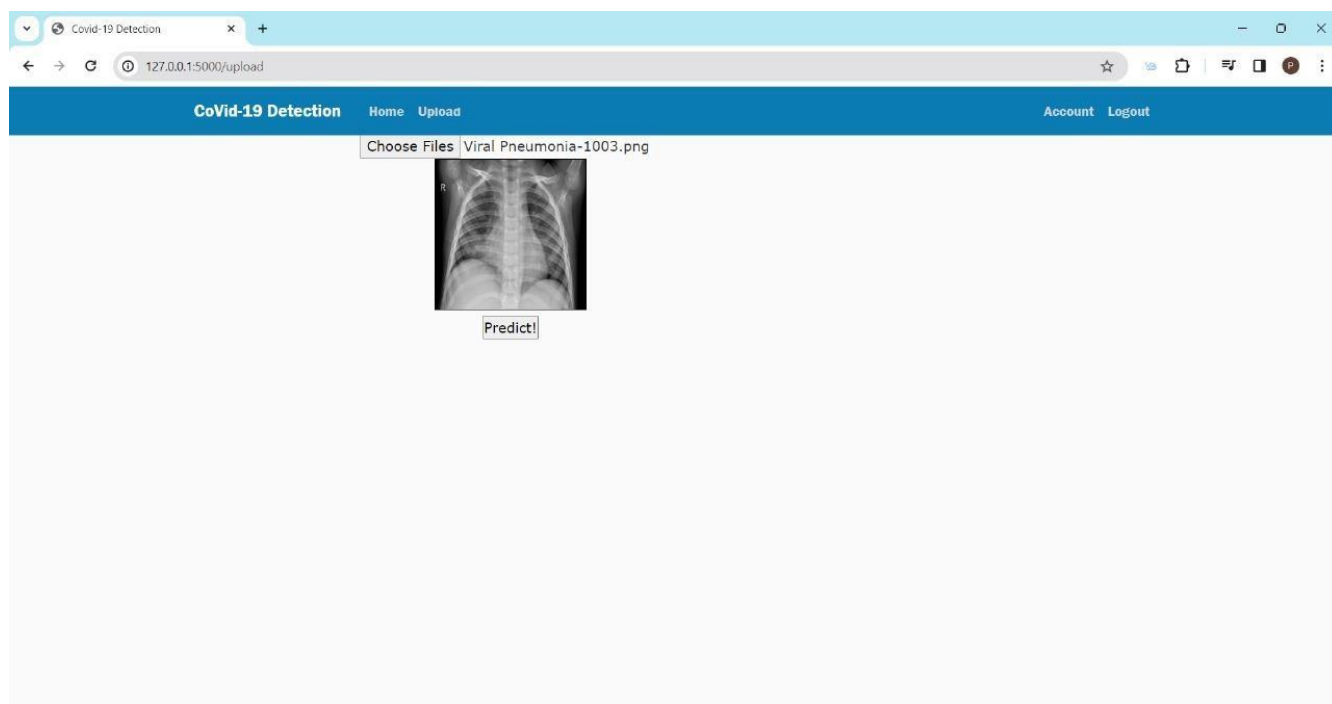 Covid-19 Detection
127.0.0.1:5000/upload
P
CoVid-19 Detection Home Upload Account Logout
Choose Files Viral Pneumonia-1003.png
R
Predict!